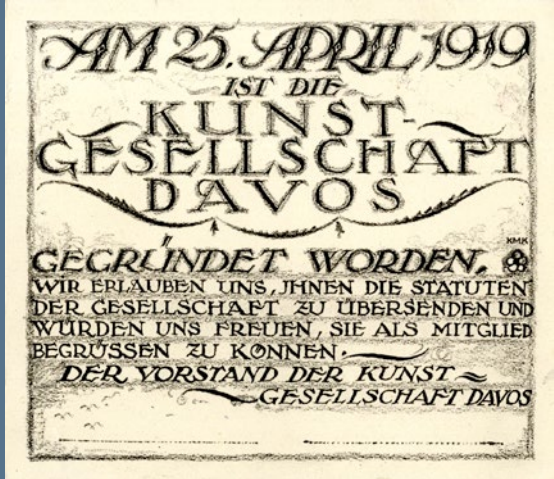 AM 25. APRIL 1919
IST DIE
KUNST-
GESELLSCHAFT
DAVOS
KMK
GEGRÜNDET WORDEN.
WIR ERLAUBEN UNS, JHNEN DIE STATUTEN
DER GESELLSCHAFT ZU ÜBERSENDEN UND
WÜRDEN UNS FREUEN, SIE ALS MITGLIED
BEGRÜSSEN ZU KÖNNEN.
DER VORSTAND DER KUNST=
GESELLSCHAFT DAVOS